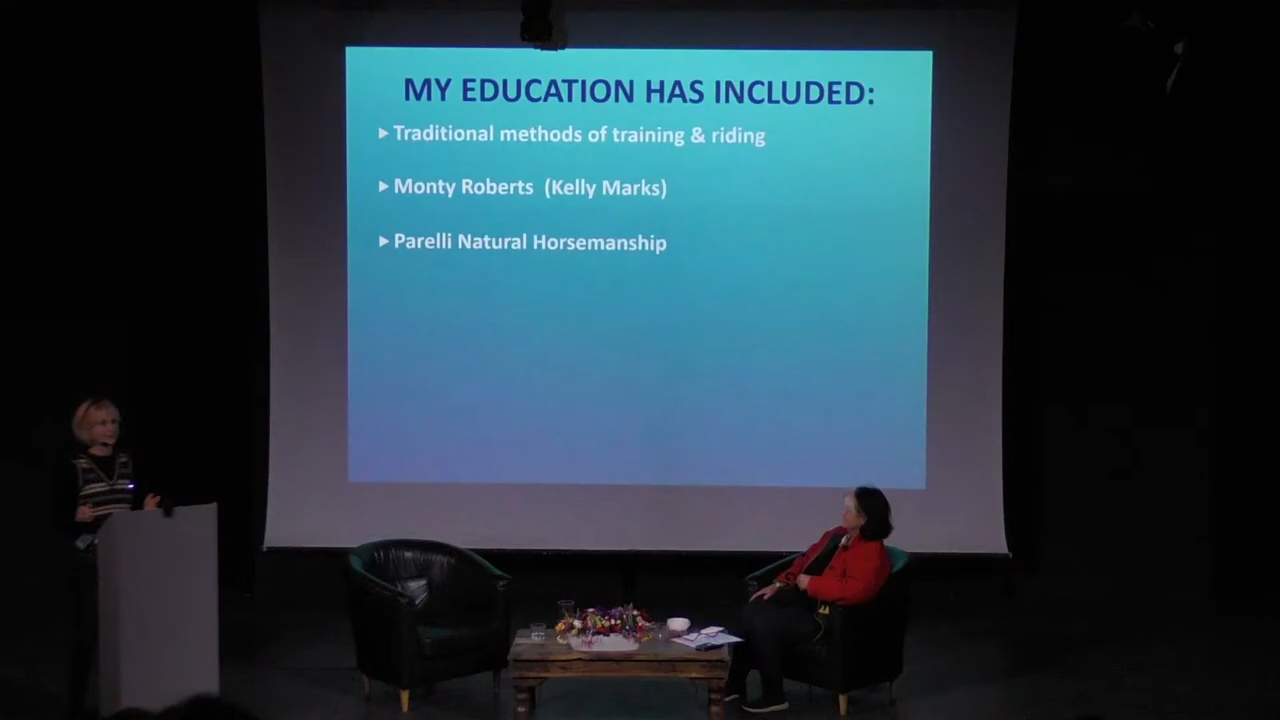 MY EDUCATION HAS INCLUDED:
Traditional methods of training & riding
Monty Roberts (Kelly Marks)
Parelli Natural Horsemanship